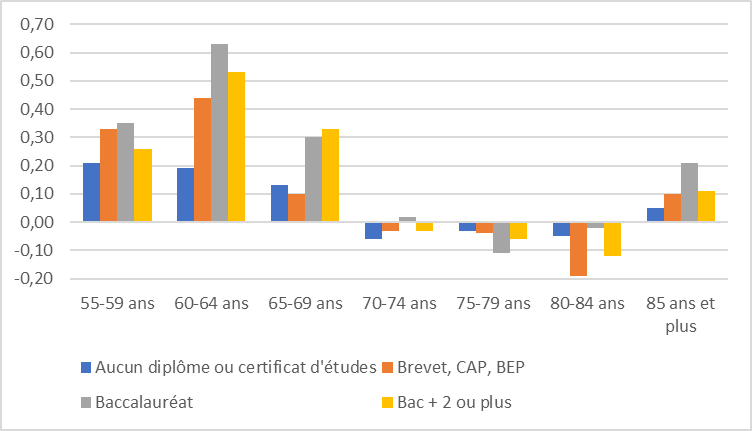 0,70
0,60
0,50
0,40
0,30
0,20
0,10
0,00
-0,10
-0,20
55-59 ans 60-64 ans 65-69 ans 70-74 ans 75-79 ans 80-84 ans 85 ans et
plus
Aucun diplôme ou certificat d'études Brevet, CAP, BEP
Baccalauréat Bac + 2 ou plus